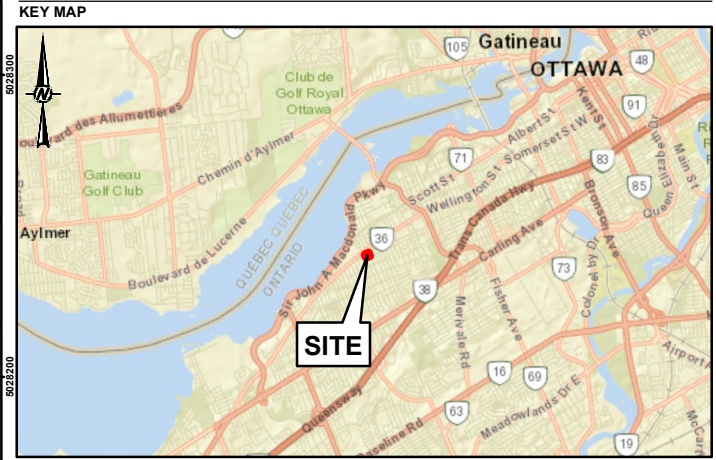 KEY MAP
5028300
5028200
N
105
Gatineau
OTTAWA
48
Club de
Golf Royal
Ottawa
Kent St
91
Boulevard des Allumettières
Albert St
Somerset St W
Queen Elizabeth Dr
Main St
83
Chemin d'Aylmer
71
Scott St
Wellington St
85
Gatineau
Golf Club
Pkwy
Trans Canada Hwy
Bronson Ave
Aylmer
QUÉBEC QUEBEC
ONTARIO
36
Carling Ave
Boulevard de Lucerne
Sir John A Macdonald
38
73
Colonel by Dr
Fisher Ave
Merivale Rd
SITE
Airport
16
69
Meadowlands Dr E
Queensway
63
Baseline Rd
McCart
19